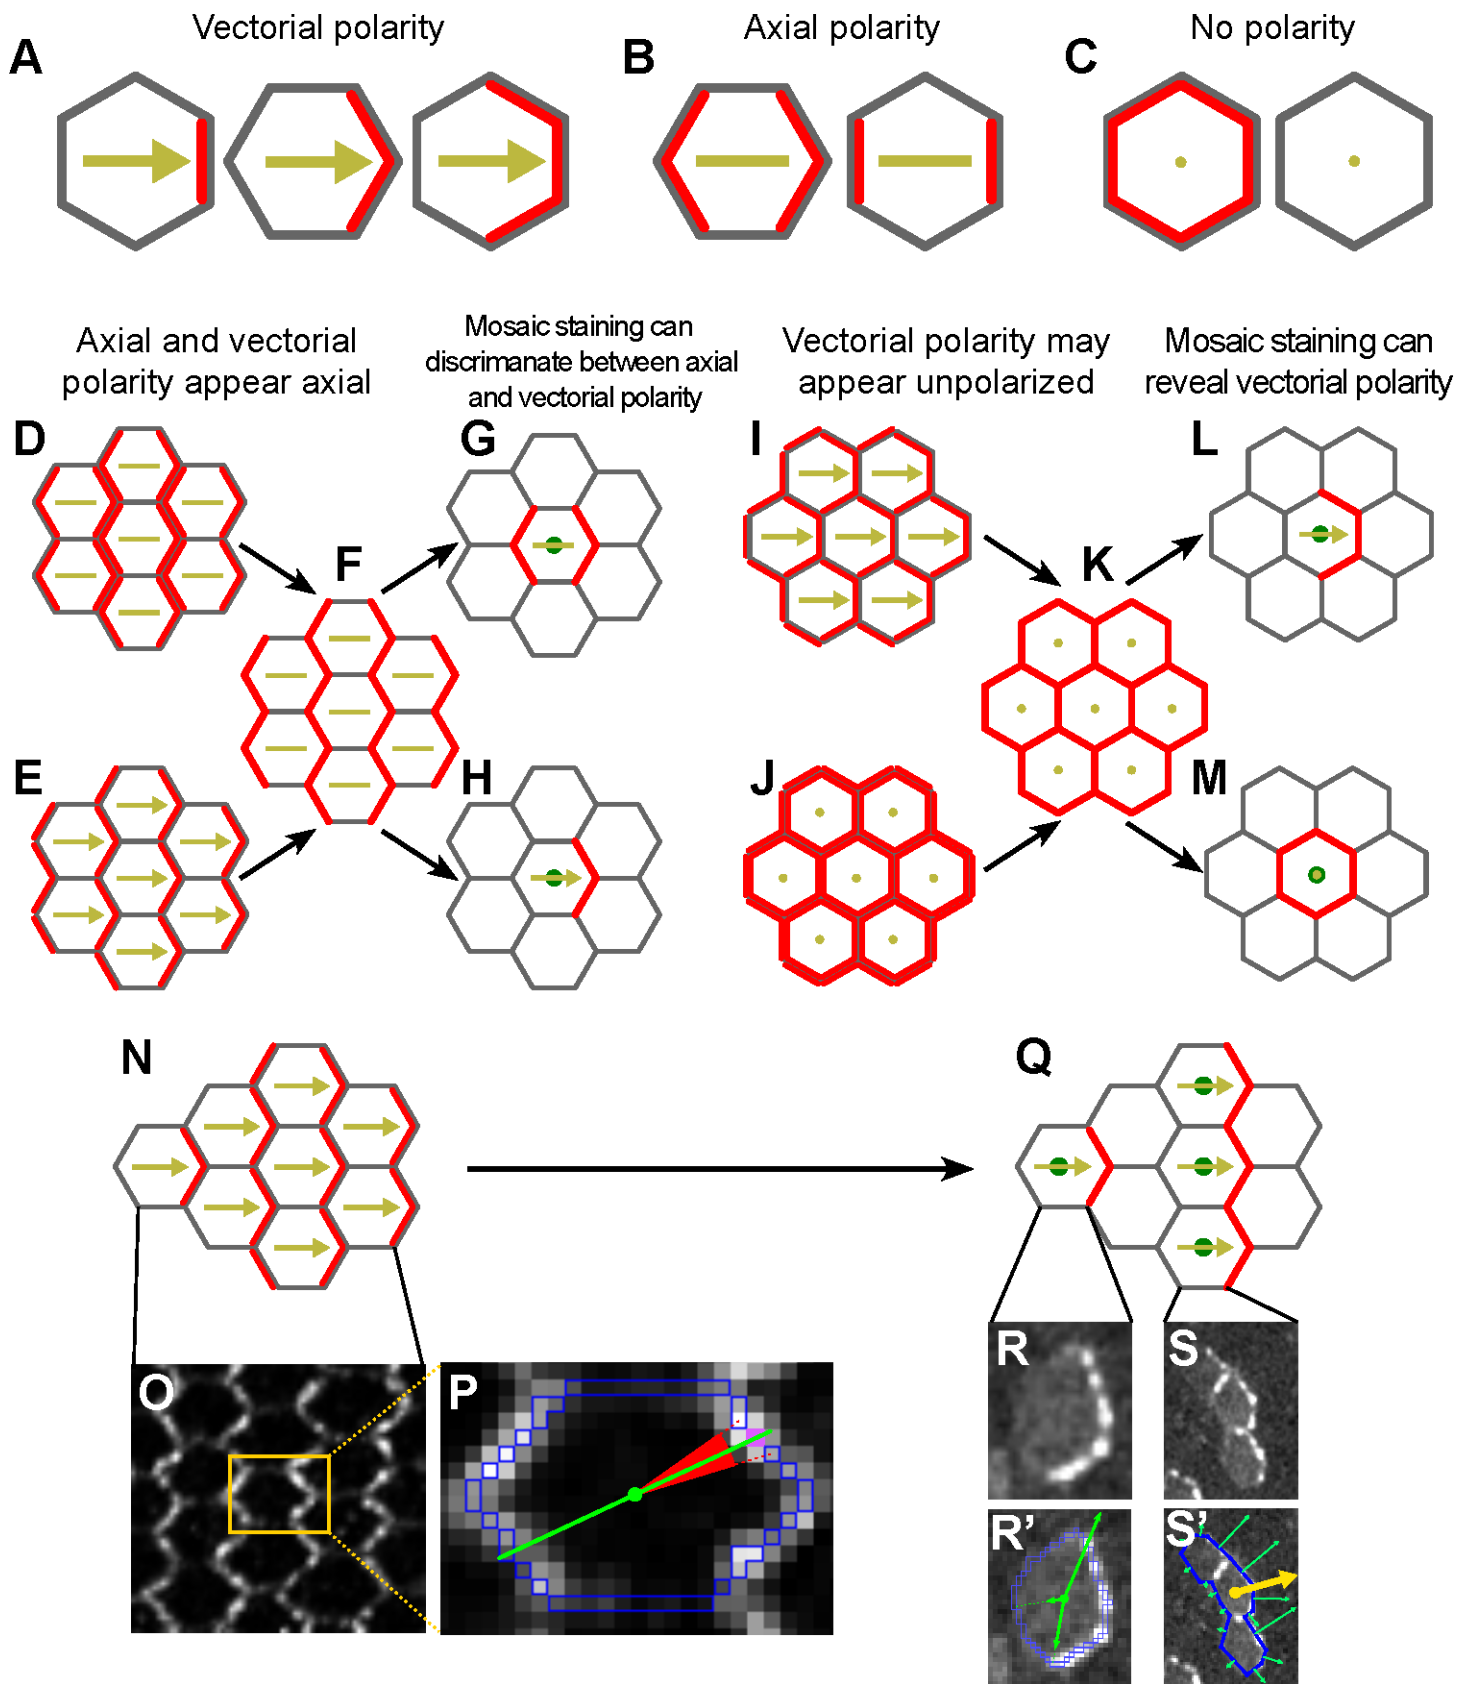 Vectorial polarity
Axial polarity
No polarity
A
B
C
Axial and vectorial
polarity appear axial
Mosaic staining can
discrimanate between axial
and vectorial polarity
Vectorial polarity may
appear unpolarized
Mosaic staining can
reveal vectorial polarity
D
G
I
L
F
K
E
H
J
M
N
Q
O
P
R
S
R’
S’